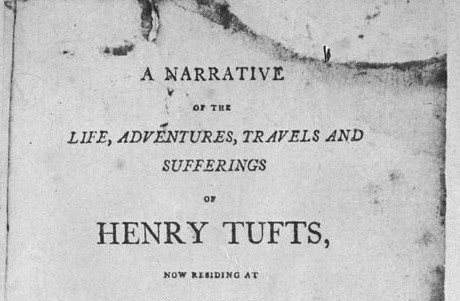 A NARRATIVE
OF THE
LIFE, ADVENTURES, TRAVELS AND
SUFFERINGS
OF
HENRY TUFTS,
NOW RESIDING AT